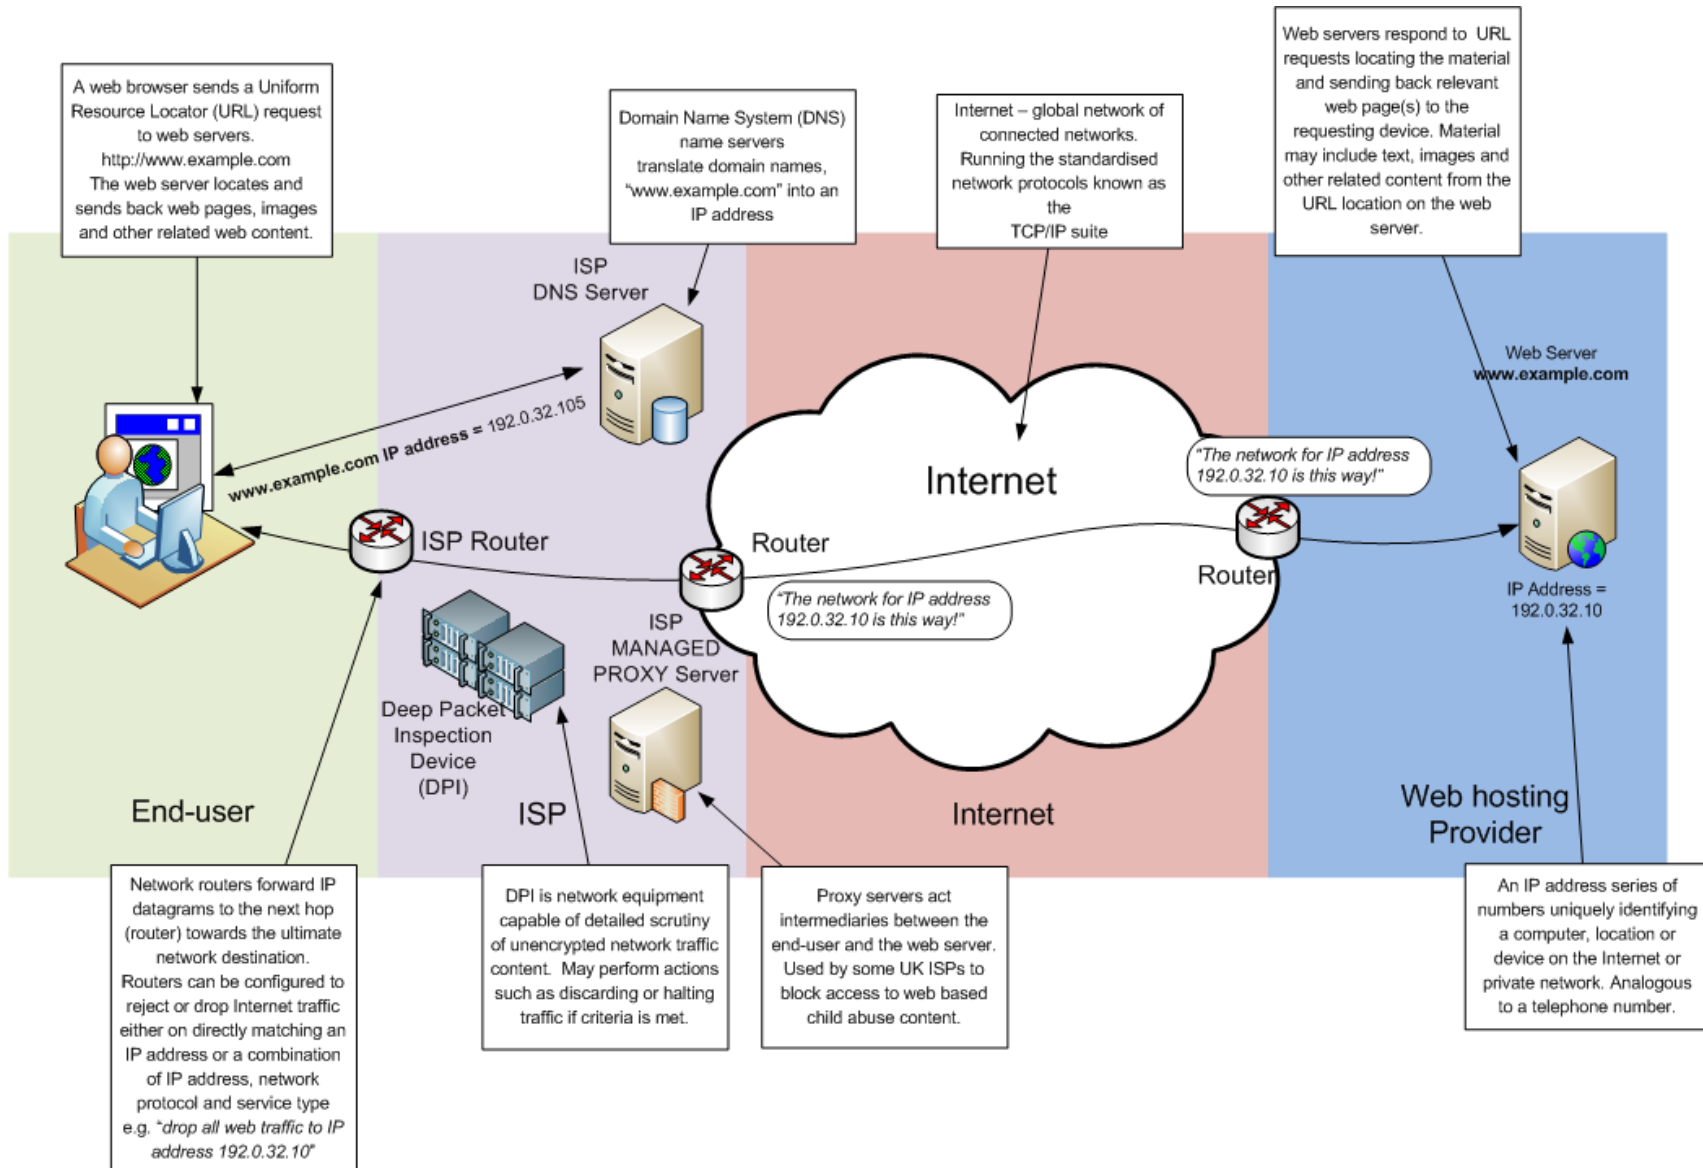 A web browser sends a Uniform
Resource Locator (URL) request
to web servers.
http://www.example.com
The web server locates and
sends back web pages, images
and other related web content.
Domain Name System (DNS)
name servers
translate domain names,
“www.example.com” into an
IP address
Internet – global network of
connected networks.
Running the standardised
network protocols known as
the
TCP/IP suite
Web servers respond to URL
requests locating the material
and sending back relevant
web page(s) to the
requesting device. Material
may include text, images and
other related content from the
URL location on the web
server.
ISP
DNS Server
www.example.com IP address = 192.0.32.105
ISP Router
Router
“The network for IP address
192.0.32.10 is this way!”
Internet
“The network for IP address
192.0.32.10 is this way!”
Router
Web Server
www.example.com
IP Address =
192.0.32.10
Deep Packet
Inspection
Device
(DPI)
ISP
MANAGED
PROXY Server
End-user
ISP
Internet
Web hosting
Provider
Network routers forward IP
datagrams to the next hop
(router) towards the ultimate
network destination.
Routers can be configured to
reject or drop Internet traffic
either on directly matching an
IP address or a combination
of IP address, network
protocol and service type
e.g. “drop all web traffic to IP
address 192.0.32.10”
DPI is network equipment
capable of detailed scrutiny
of unencrypted network traffic
content. May perform actions
such as discarding or halting
traffic if criteria is met.
Proxy servers act
intermediaries between the
end-user and the web server.
Used by some UK ISPs to
block access to web based
child abuse content.
An IP address series of
numbers uniquely identifying
a computer, location or
device on the Internet or
private network. Analogous
to a telephone number.